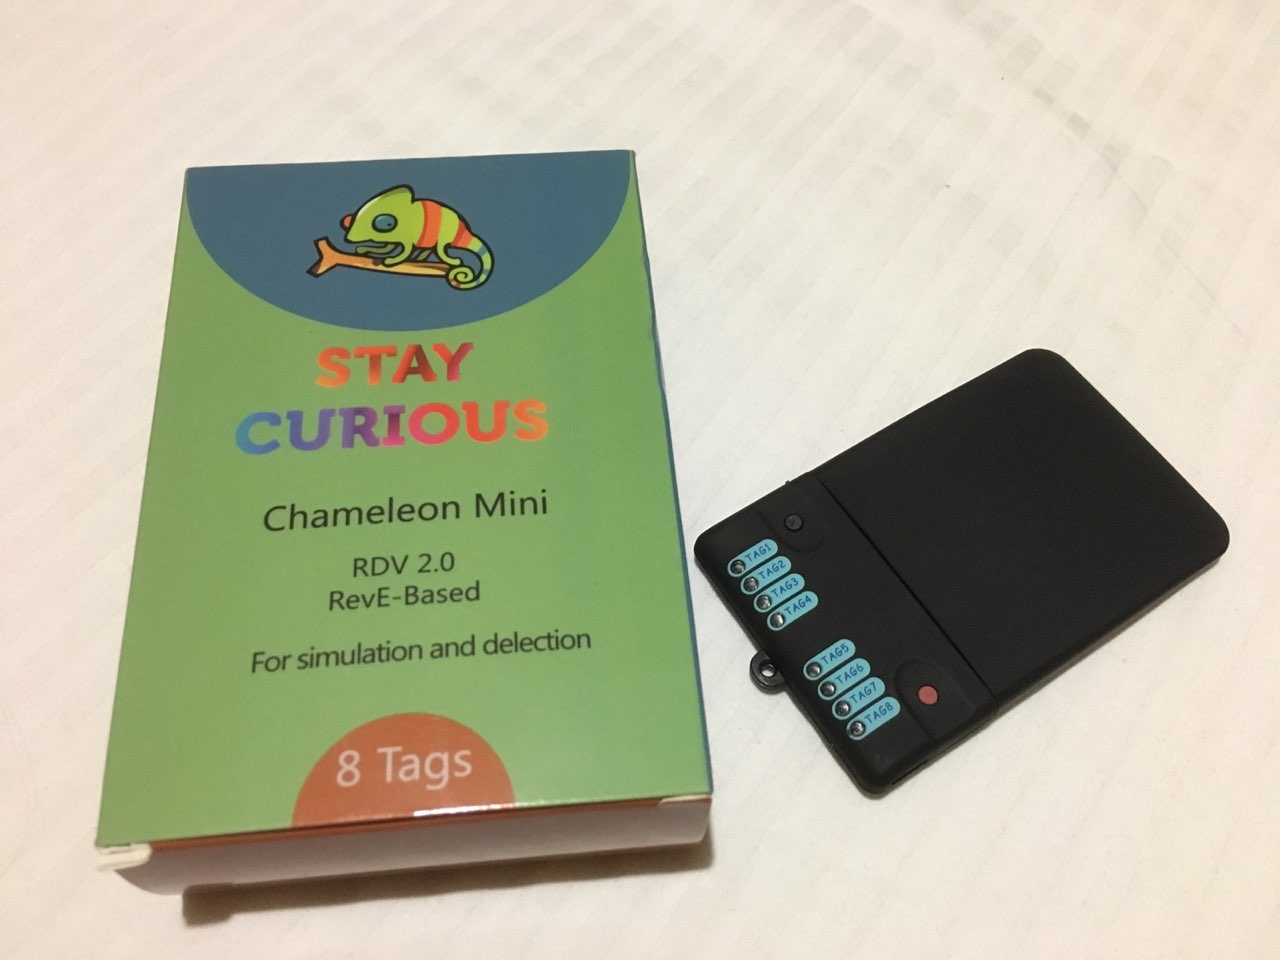 STAY
CURIOUS
Chameleon Mini
RDV 2.0
RevE-Based
For simulation and delection
8 Tags
TAG1
TAG2
TAG3
TAG4
TAG5
TAG6
TAG7
TAG8